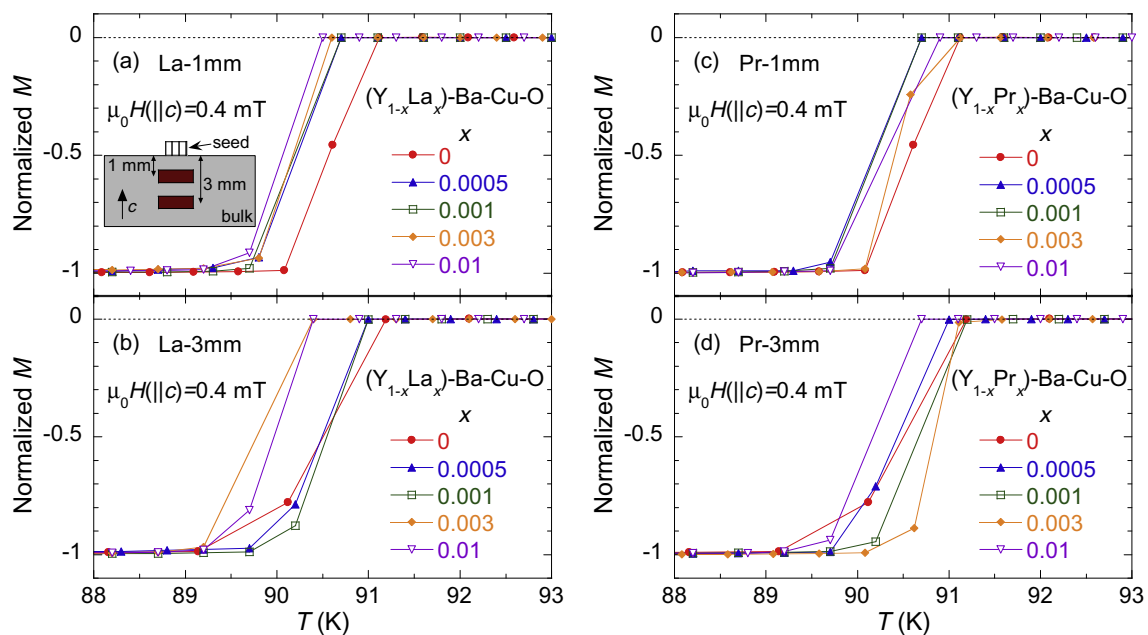 (a) La-1mm
μ₀H(||c)=0.4 mT
(Y₁₋ₓLaₓ)-Ba-Cu-O
x
0
0.0005
0.001
0.003
0.01
seed
1 mm
3 mm
c
bulk
Normalized M
0
-0.5
-1
(c) Pr-1mm
μ₀H(||c)=0.4 mT
(Y₁₋ₓPrₓ)-Ba-Cu-O
x
0
0.0005
0.001
0.003
0.01
Normalized M
0
-0.5
-1
(b) La-3mm
μ₀H(||c)=0.4 mT
(Y₁₋ₓLaₓ)-Ba-Cu-O
x
0
0.0005
0.001
0.003
0.01
Normalized M
0
-0.5
-1
88 89 90 91 92 93
T (K)
(d) Pr-3mm
μ₀H(||c)=0.4 mT
(Y₁₋ₓPrₓ)-Ba-Cu-O
x
0
0.0005
0.001
0.003
0.01
Normalized M
0
-0.5
-1
88 89 90 91 92 93
T (K)